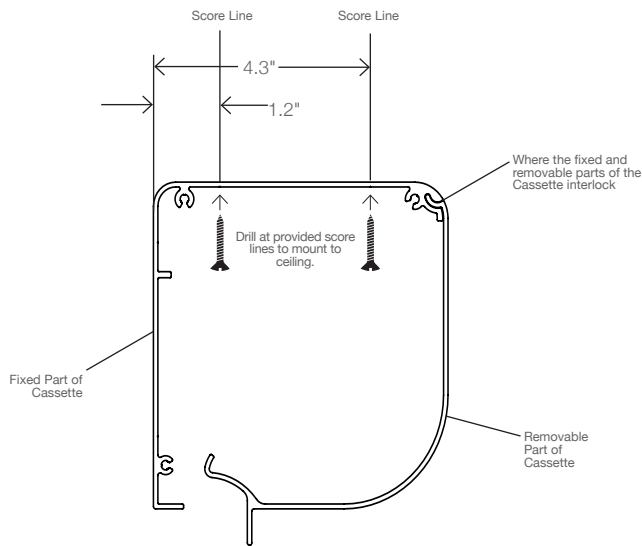 Score Line
Score Line
4.3"
1.2"
Where the fixed and
removable parts of the
Cassette interlock
Drill at provided score
lines to mount to
ceiling.
Fixed Part of
Cassette
Removable
Part of
Cassette